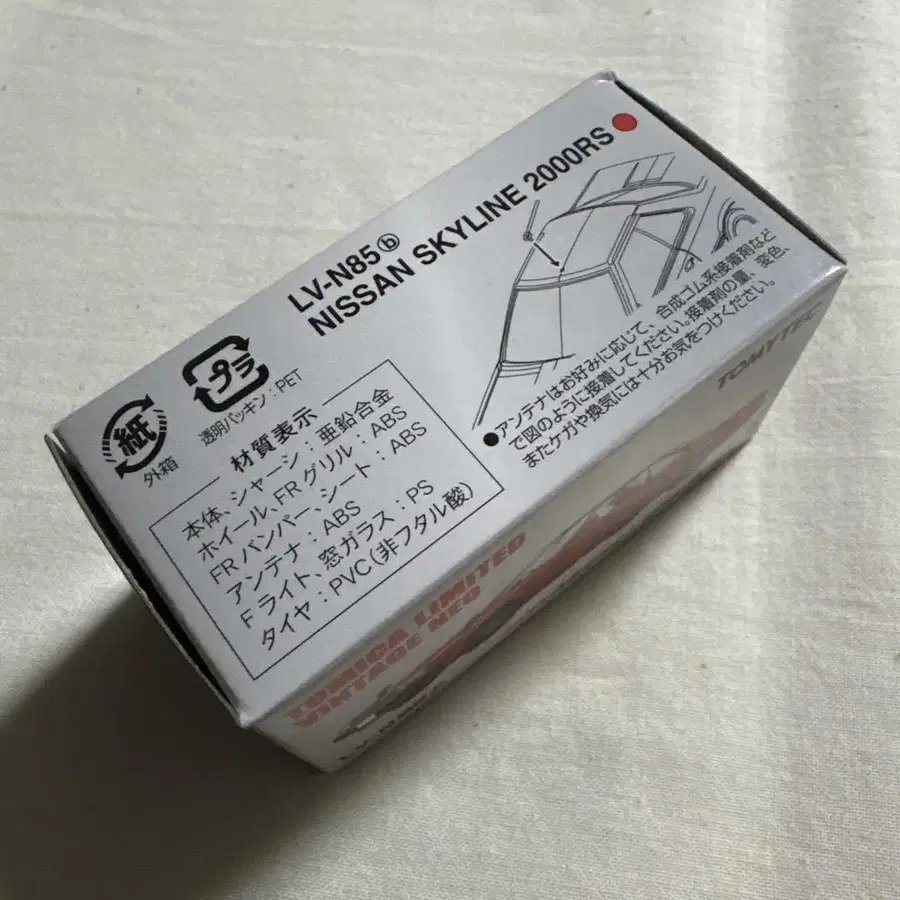 LV-N85ⓑ
NISSAN SKYLINE 2000RS
紙
外箱
プラ
透明パッキン:PET
材質表示
本体、シャーシ:亜鉛合金
ホイール、FRグリル:ABS
FRバンパー、シート:ABS
アンテナ:ABS
Fライト、窓ガラス:PS
タイヤ:PVC(非フタル酸)
●アンテナはお好みに応じて、合成ゴム系接着剤など
で図のように接着してください。接着剤の量、変色、
またケガや換気には十分お気をつけください。
TOMYTEC
TOMICA LIMITED
VINTAGE NEO